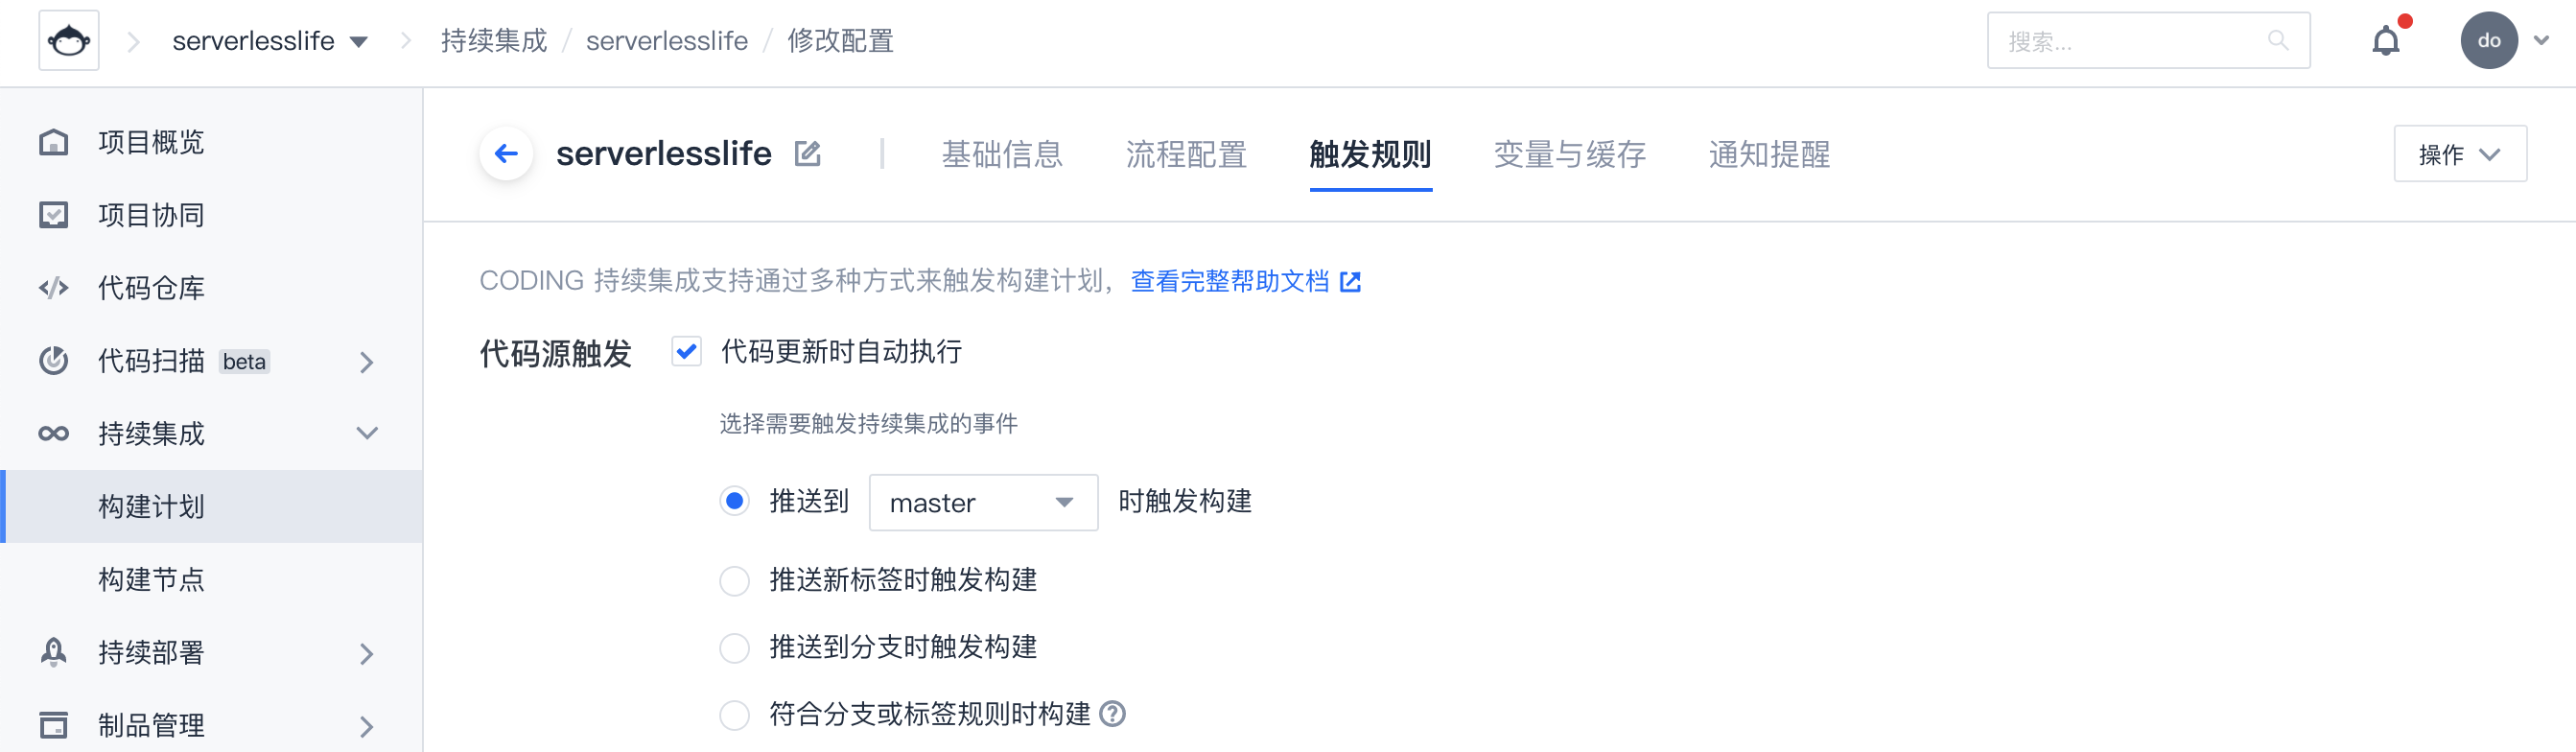 serverlesslife 持续集成 / serverlesslife / 修改配置 搜索... do
项目概览
项目协同
代码仓库
代码扫描 beta
持续集成
构建计划
构建节点
持续部署
制品管理
serverlesslife 基础信息 流程配置 触发规则 变量与缓存 通知提醒 操作
CODING 持续集成支持通过多种方式来触发构建计划，查看完整帮助文档
代码源触发 代码更新时自动执行
选择需要触发持续集成的事件
推送到 master 时触发构建
推送新标签时触发构建
推送到分支时触发构建
符合分支或标签规则时构建 ?